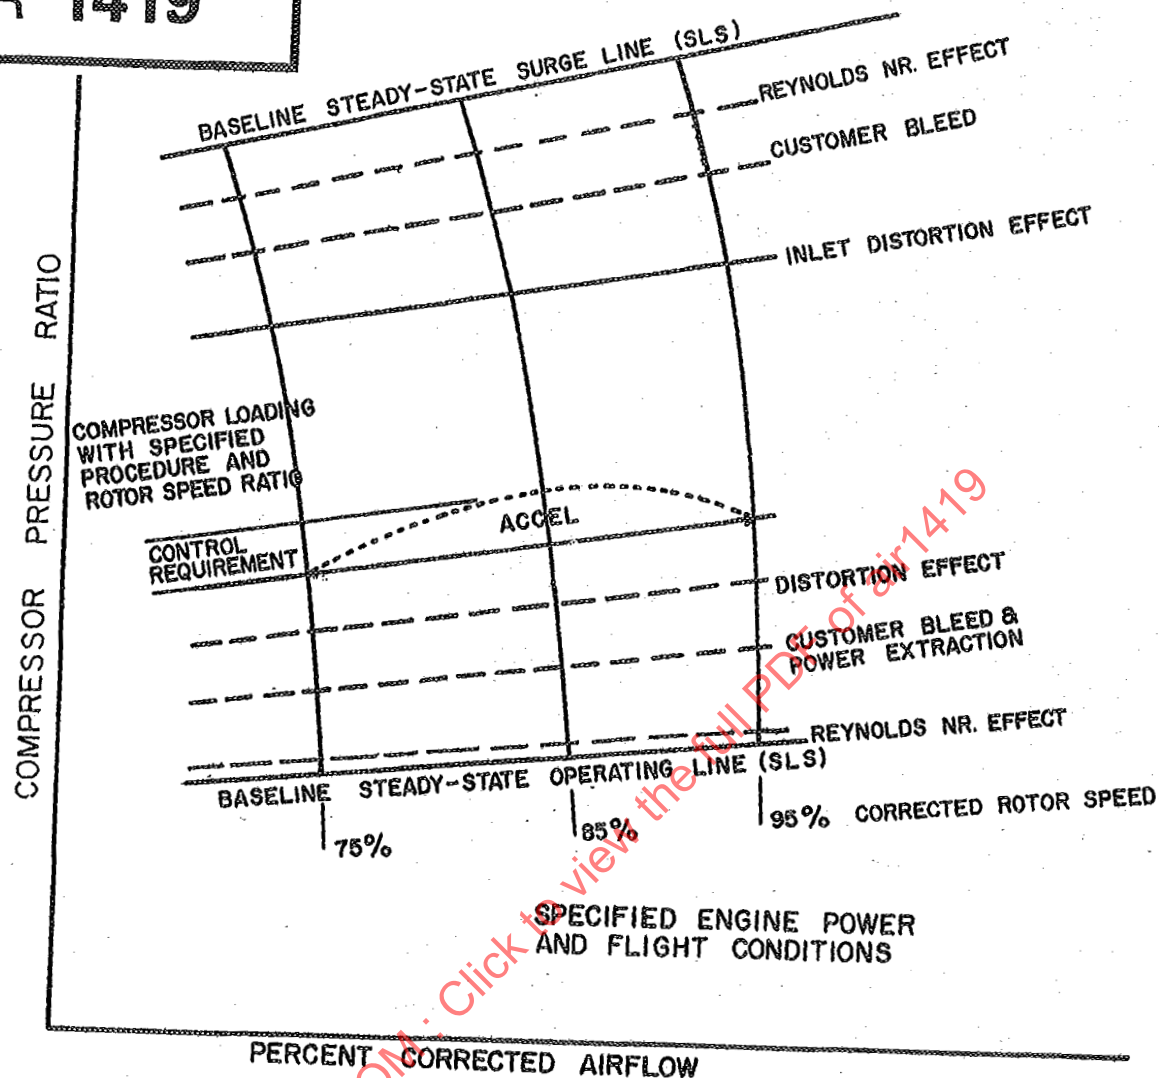 1419
BASELINE STEADY-STATE SURGE LINE (SLS)
REYNOLDS NR. EFFECT
CUSTOMER BLEED
INLET DISTORTION EFFECT
COMPRESSOR PRESSURE RATIO
COMPRESSOR LOADING
WITH SPECIFIED
PROCEDURE AND
ROTOR SPEED RATIO
ACCEL
CONTROL
REQUIREMENT
DISTORTION EFFECT
CUSTOMER BLEED &
POWER EXTRACTION
REYNOLDS NR. EFFECT
BASELINE STEADY-STATE OPERATING LINE (SLS)
75%
85%
95% CORRECTED ROTOR SPEED
SPECIFIED ENGINE POWER
AND FLIGHT CONDITIONS
PERCENT CORRECTED AIRFLOW
: Click to view the full PDF of air1419